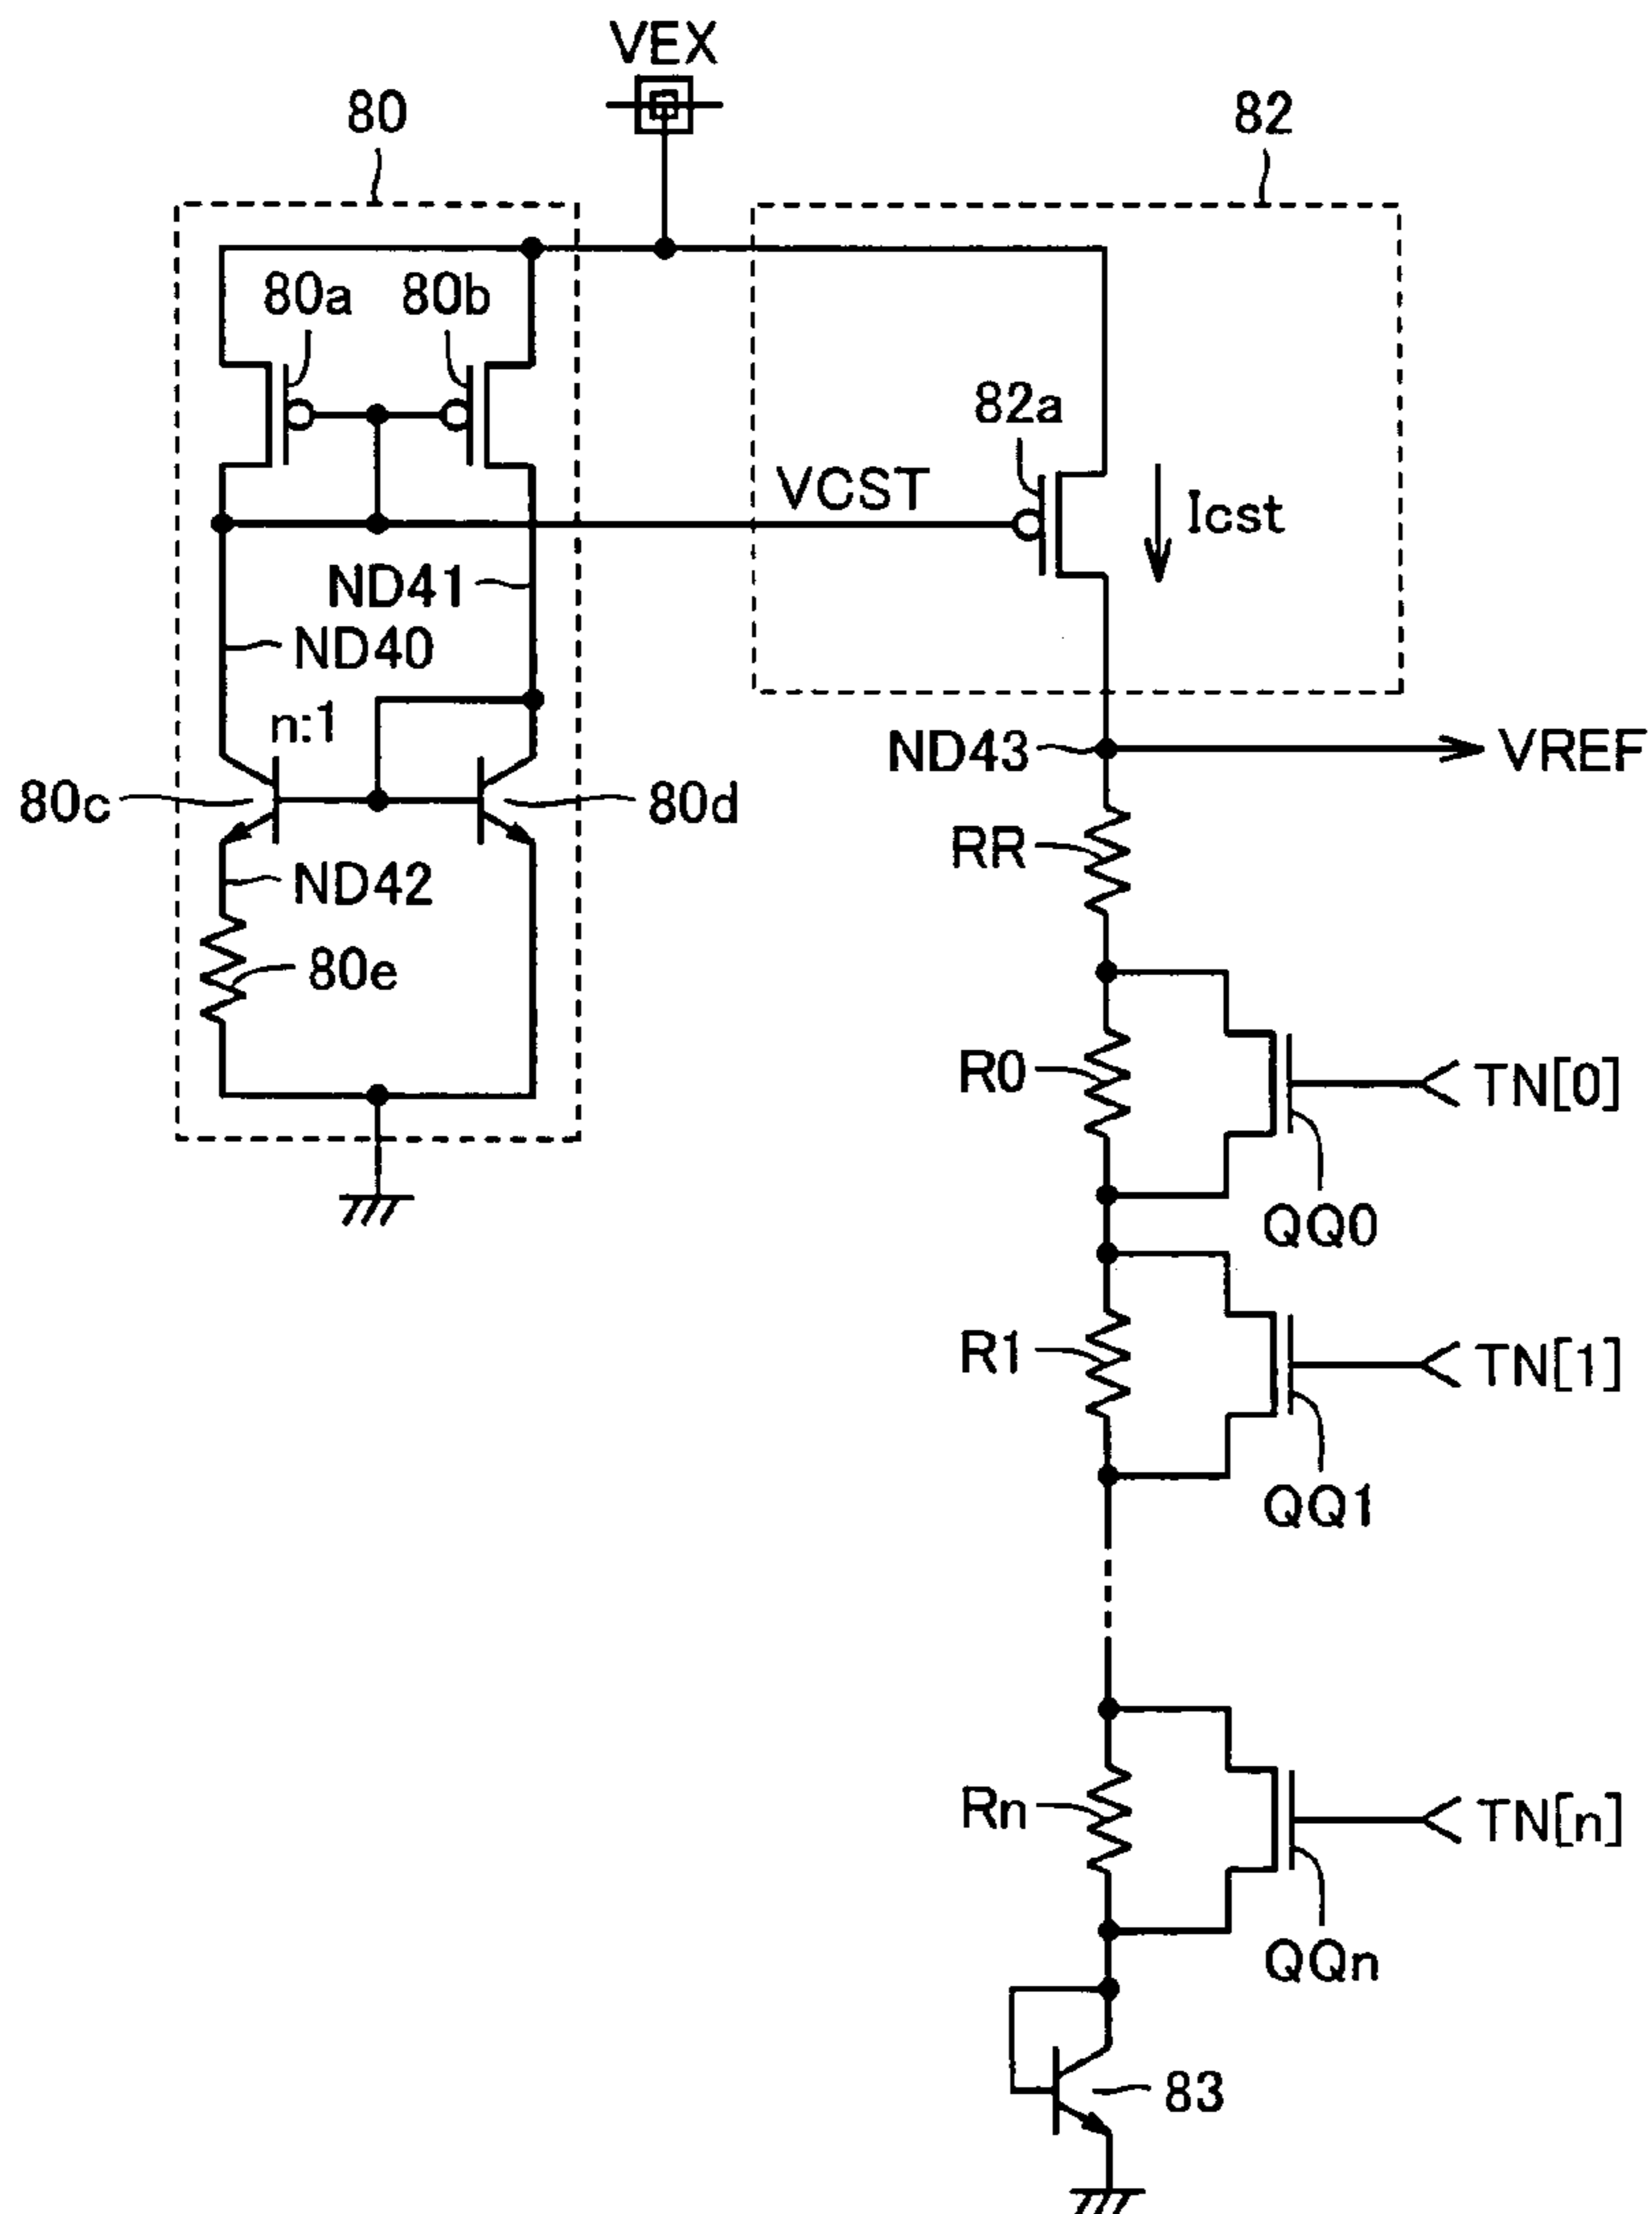 VEX
80
82
80a
80b
82a
VCST
Icst
ND41
ND40
n:1
ND43
VREF
80c
80d
RR
ND42
80e
R0
TN[0]
QQ0
R1
TN[1]
QQ1
Rn
TN[n]
QQn
83